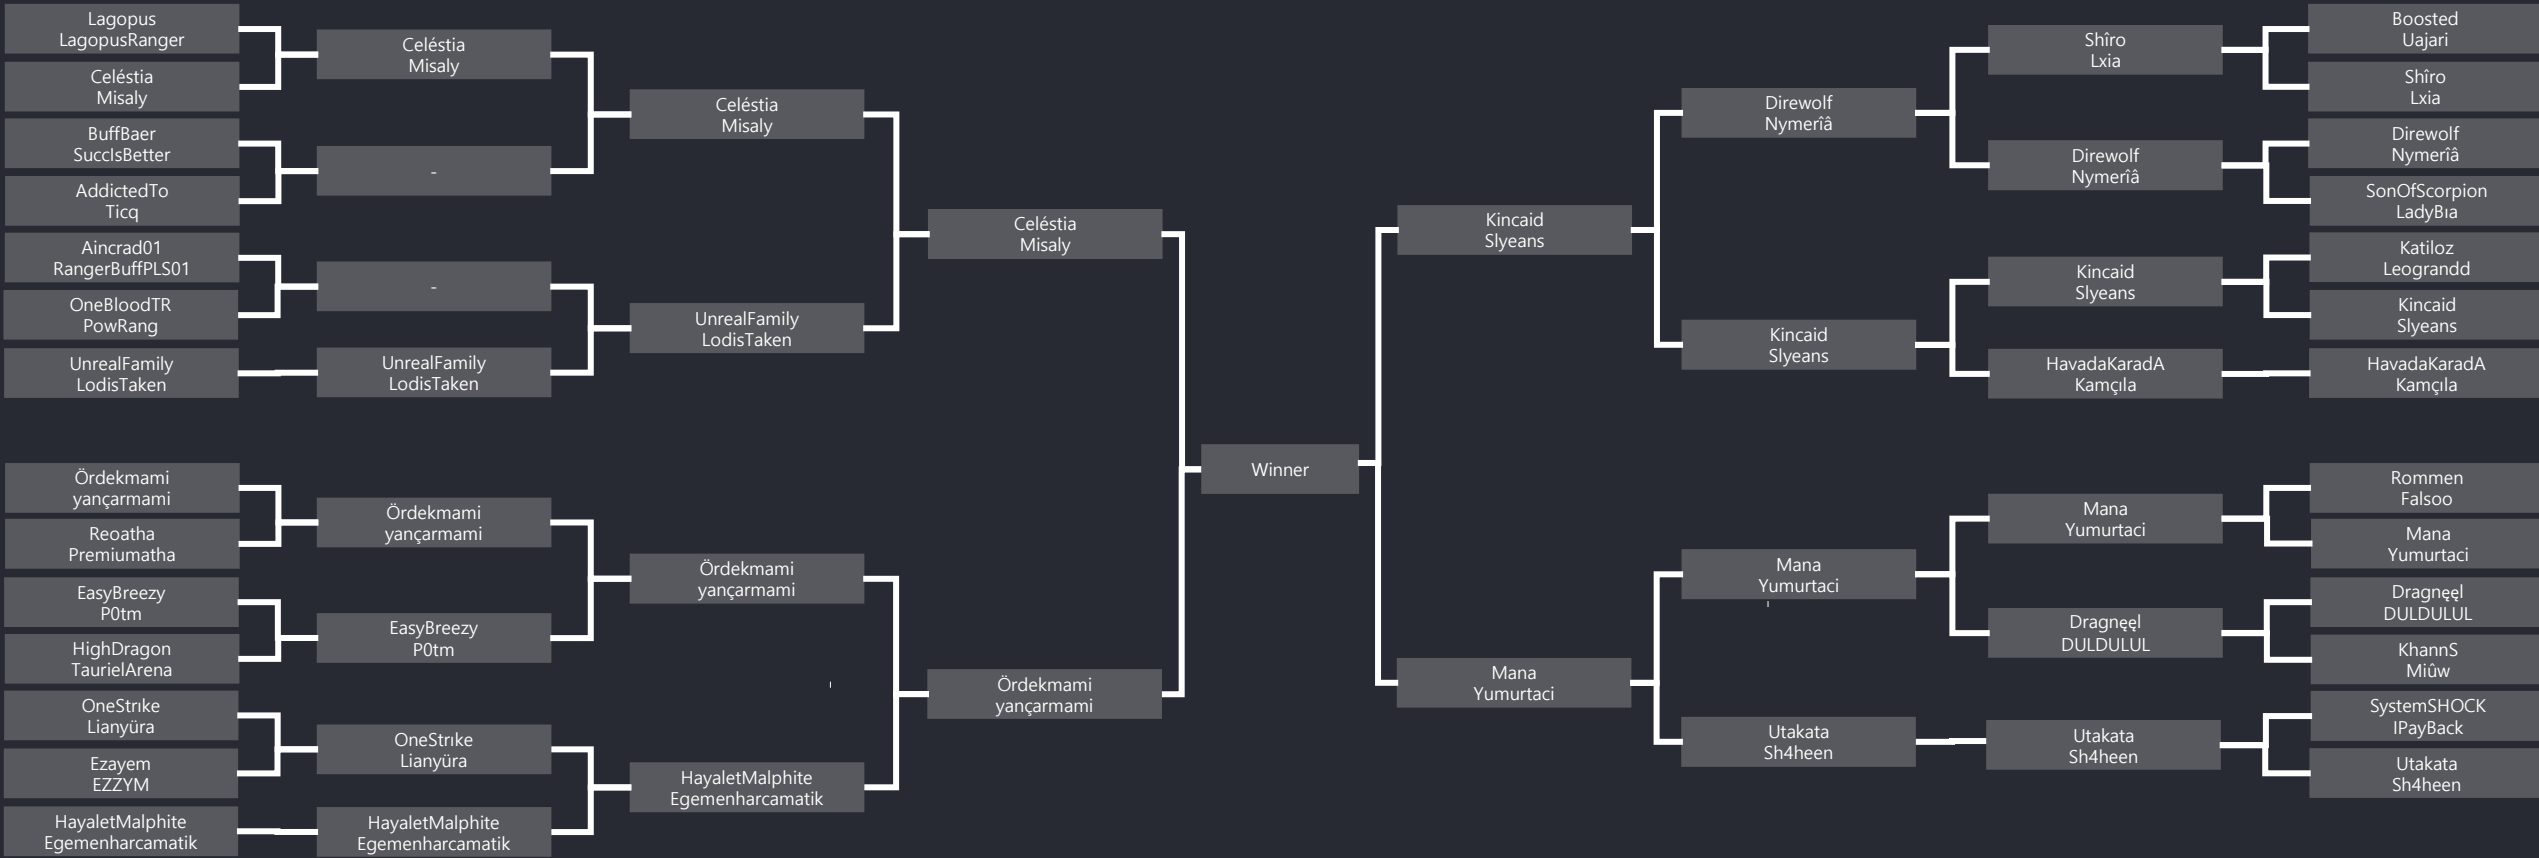 Lagopus
LagopusRanger
Celéstia
Misaly
BuffBaer
SuccIsBetter
AddictedTo
Ticq
Aincrad01
RangerBuffPLS01
OneBloodTR
PowRang
UnrealFamily
LodisTaken
Ördekmami
yançarmami
Reoatha
Premiumatha
EasyBreezy
P0tm
HighDragon
TaurielArena
OneStrıke
Lianyüra
Ezayem
EZZYM
HayaletMalphite
Egemenharcamatik
Celéstia
Misaly
-
-
UnrealFamily
LodisTaken
Ördekmami
yançarmami
EasyBreezy
P0tm
OneStrıke
Lianyüra
HayaletMalphite
Egemenharcamatik
Celéstia
Misaly
UnrealFamily
LodisTaken
Ördekmami
yançarmami
HayaletMalphite
Egemenharcamatik
Celéstia
Misaly
Ördekmami
yançarmami
Winner
Kincaid
Slyeans
Mana
Yumurtaci
Direwolf
Nymerîâ
Kincaid
Slyeans
Mana
Yumurtaci
Utakata
Sh4heen
Shîro
Lxia
Direwolf
Nymerîâ
Kincaid
Slyeans
HavadaKaradA
Kamçıla
Mana
Yumurtaci
Dragnęęl
DULDULUL
Utakata
Sh4heen
Boosted
Uajari
Shîro
Lxia
Direwolf
Nymerîâ
SonOfScorpion
LadyBıa
Katiloz
Leograndd
Kincaid
Slyeans
HavadaKaradA
Kamçıla
Rommen
Falsoo
Mana
Yumurtaci
Dragnęęl
DULDULUL
KhannS
Miûw
SystemSHOCK
IPayBack
Utakata
Sh4heen